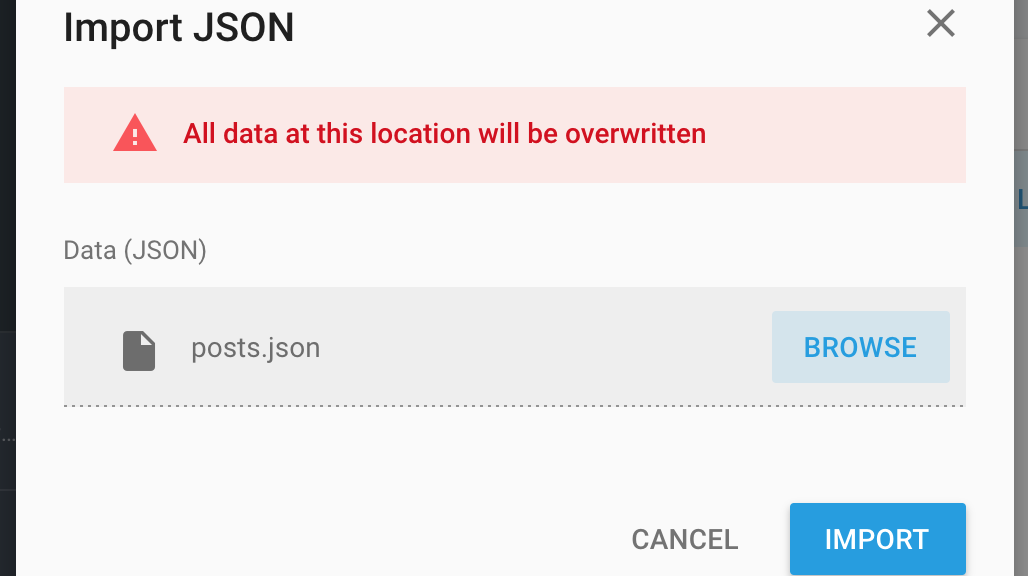 Import JSON
All data at this location will be overwritten
Data (JSON)
posts.json
BROWSE
CANCEL
IMPORT